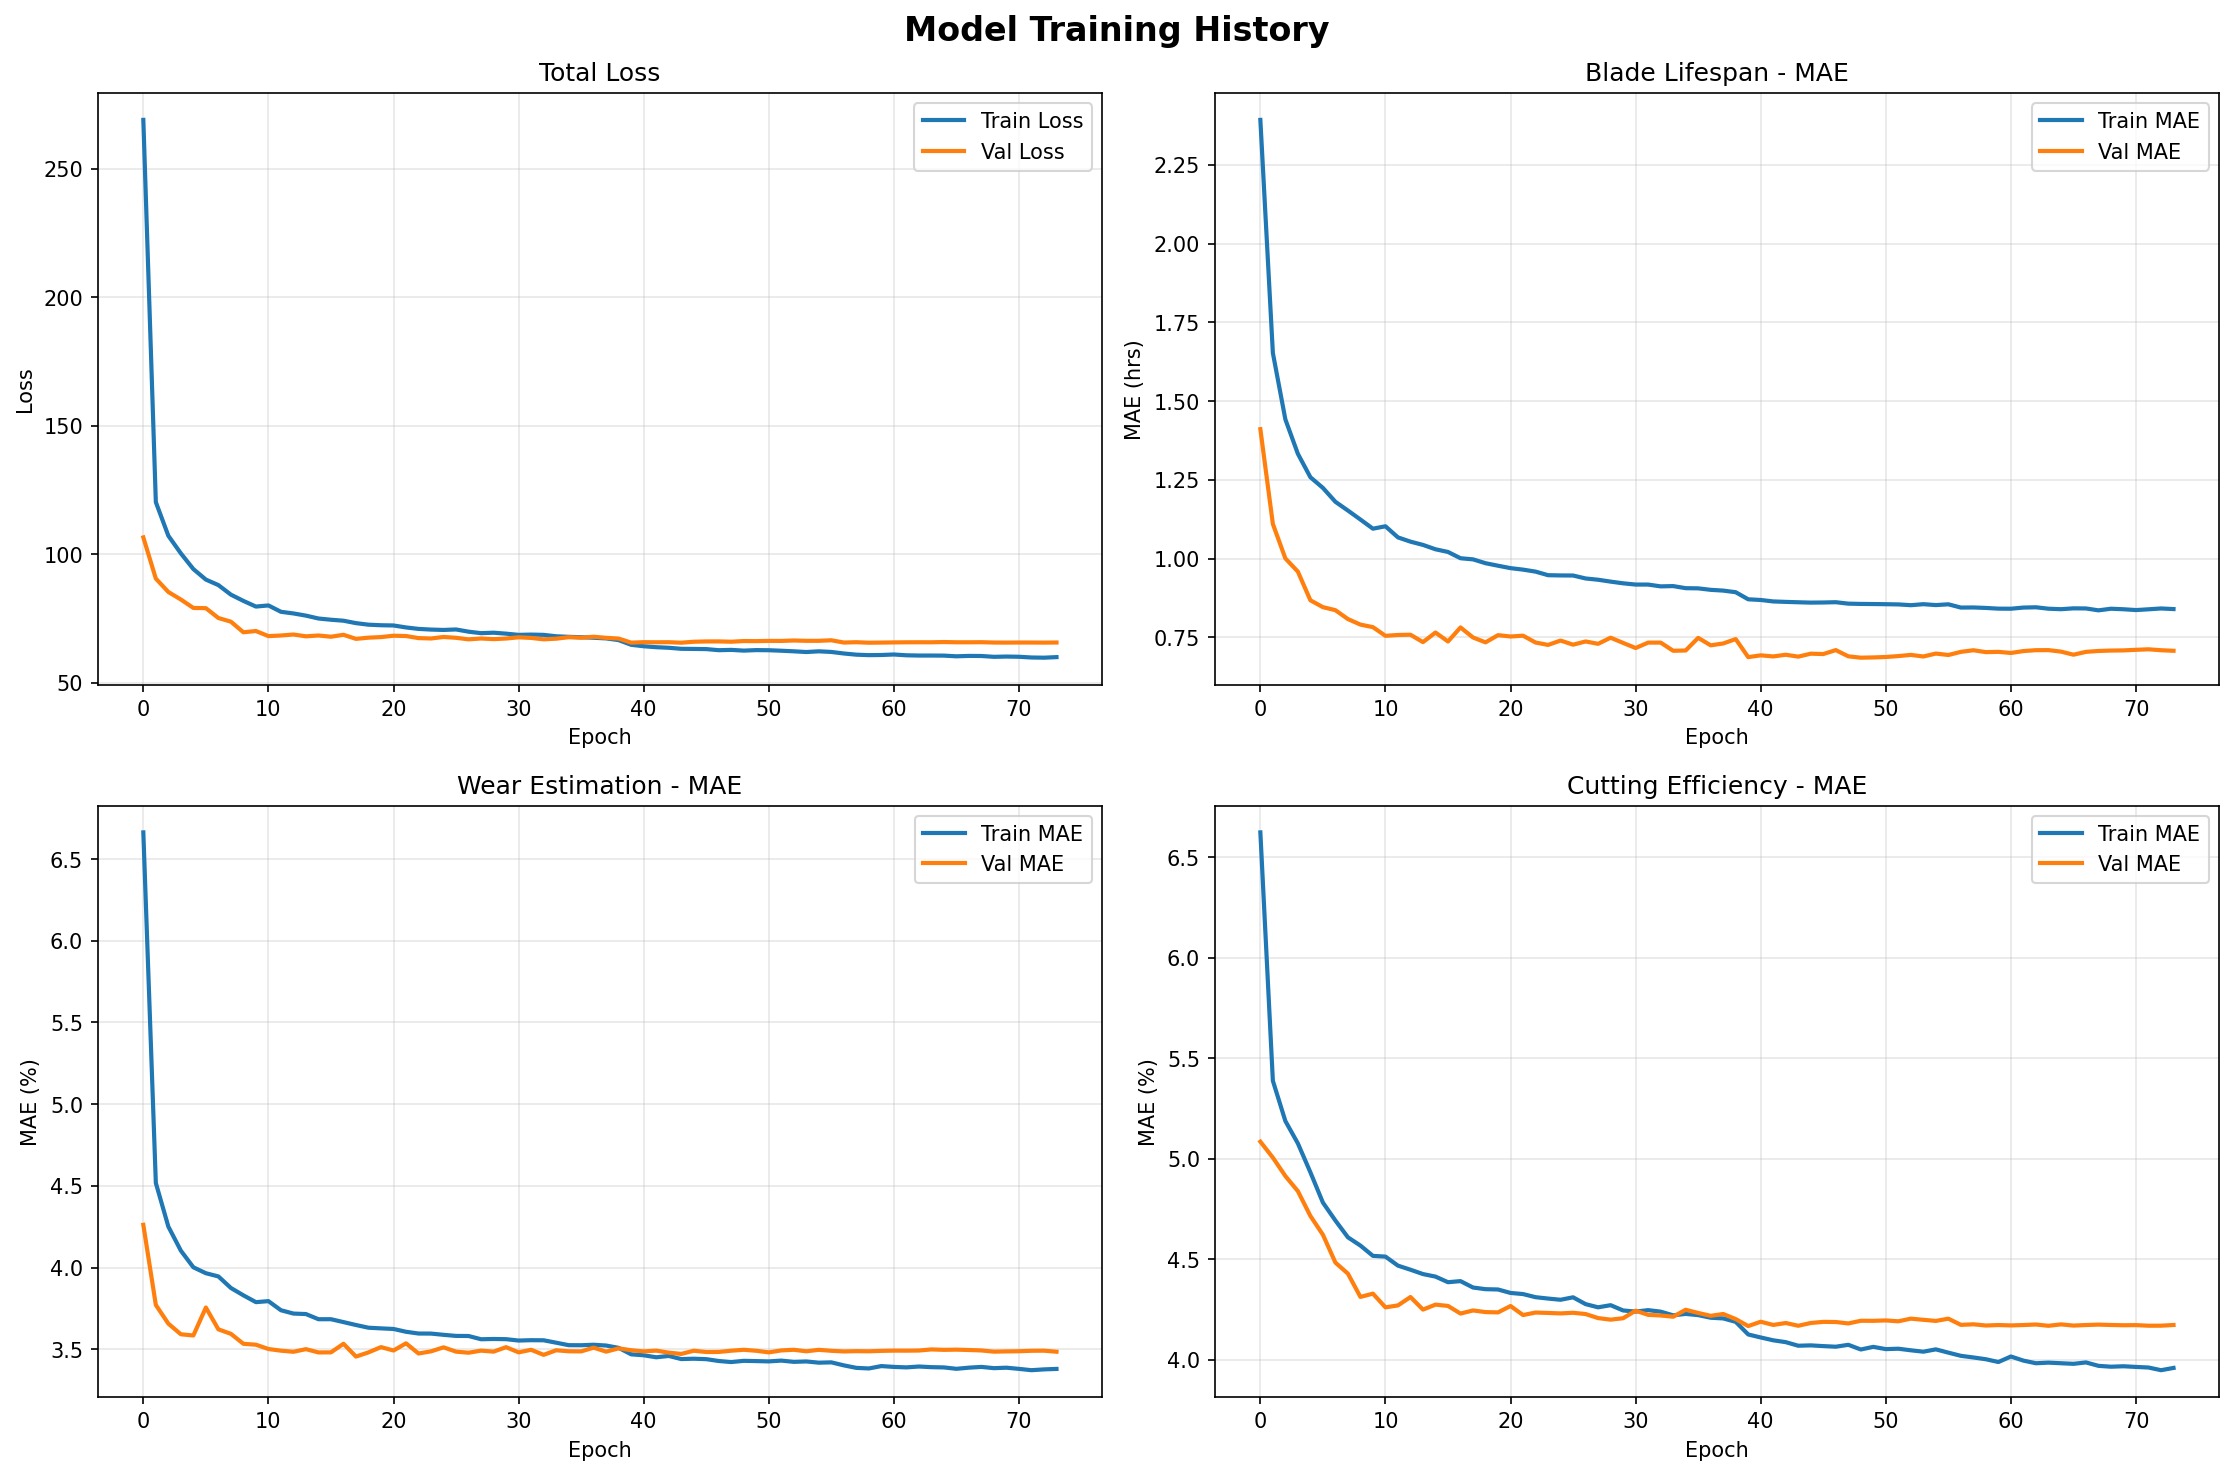 Model Training History
Total Loss
Train Loss
Val Loss
250
200
150
100
50
Loss
0 10 20 30 40 50 60 70
Epoch
Blade Lifespan - MAE
Train MAE
Val MAE
2.25
2.00
1.75
1.50
1.25
1.00
0.75
MAE (hrs)
0 10 20 30 40 50 60 70
Epoch
Wear Estimation - MAE
Train MAE
Val MAE
6.5
6.0
5.5
5.0
4.5
4.0
3.5
MAE (%)
0 10 20 30 40 50 60 70
Epoch
Cutting Efficiency - MAE
Train MAE
Val MAE
6.5
6.0
5.5
5.0
4.5
4.0
MAE (%)
0 10 20 30 40 50 60 70
Epoch